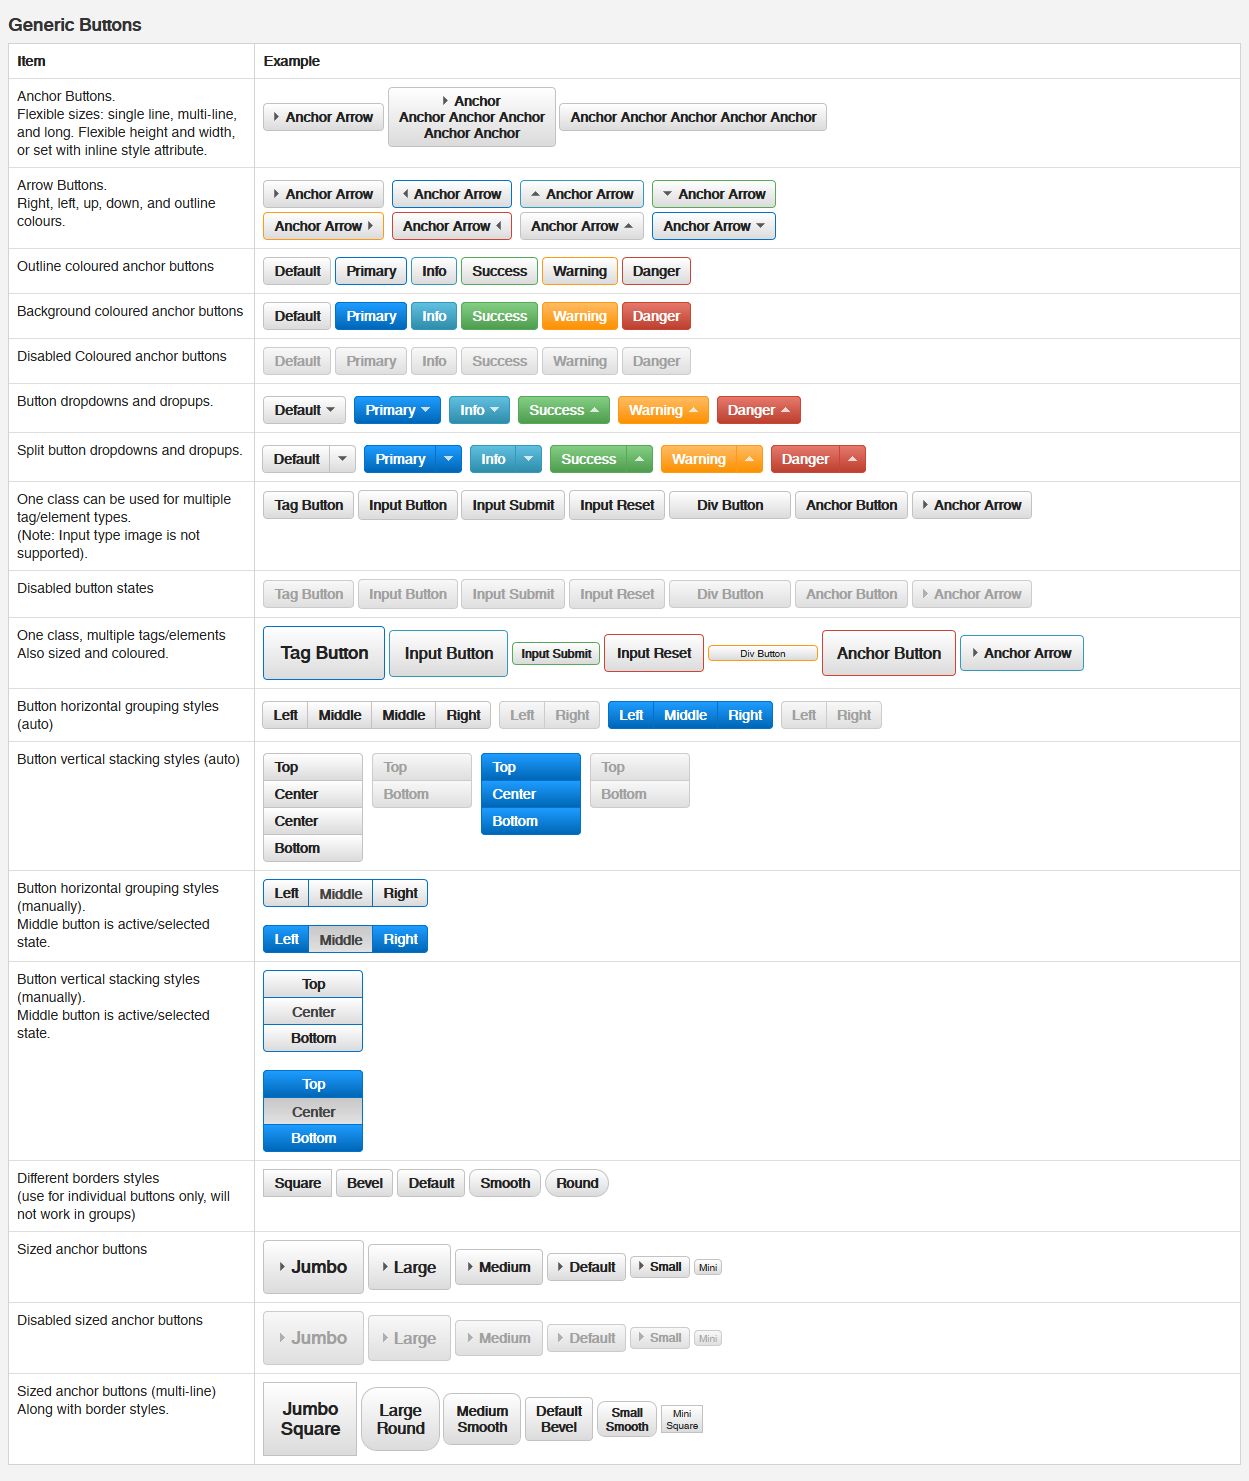 Generic Buttons
Item Example
Anchor Buttons.
Flexible sizes: single line, multi-line,
and long. Flexible height and width,
or set with inline style attribute.
Anchor Arrow
Anchor
Anchor Anchor Anchor
Anchor Anchor
Anchor Anchor Anchor Anchor Anchor
Arrow Buttons.
Right, left, up, down, and outline
colours.
Anchor Arrow Anchor Arrow Anchor Arrow Anchor Arrow
Anchor Arrow Anchor Arrow Anchor Arrow Anchor Arrow
Outline coloured anchor buttons
Default Primary Info Success Warning Danger
Background coloured anchor buttons
Default Primary Info Success Warning Danger
Disabled Coloured anchor buttons
Default Primary Info Success Warning Danger
Button dropdowns and dropups.
Default Primary Info Success Warning Danger
Split button dropdowns and dropups.
Default Primary Info Success Warning Danger
One class can be used for multiple
tag/element types.
(Note: Input type image is not
supported).
Tag Button Input Button Input Submit Input Reset Div Button Anchor Button Anchor Arrow
Disabled button states
Tag Button Input Button Input Submit Input Reset Div Button Anchor Button Anchor Arrow
One class, multiple tags/elements
Also sized and coloured.
Tag Button Input Button Input Submit Input Reset Div Button Anchor Button Anchor Arrow
Button horizontal grouping styles
(auto)
Left Middle Middle Right Left Right Left Middle Right Left Right
Button vertical stacking styles (auto)
Top Top Top Top
Center Bottom Center Bottom
Center Bottom
Bottom
Button horizontal grouping styles
(manually).
Middle button is active/selected
state.
Left Middle Right
Left Middle Right
Button vertical stacking styles
(manually).
Middle button is active/selected
state.
Top
Center
Bottom
Top
Center
Bottom
Different borders styles
(use for individual buttons only, will
not work in groups)
Square Bevel Default Smooth Round
Sized anchor buttons
Jumbo Large Medium Default Small Mini
Disabled sized anchor buttons
Jumbo Large Medium Default Small Mini
Sized anchor buttons (multi-line)
Along with border styles.
Jumbo
Square
Large
Round
Medium
Smooth
Default
Bevel
Small
Smooth
Mini
Square